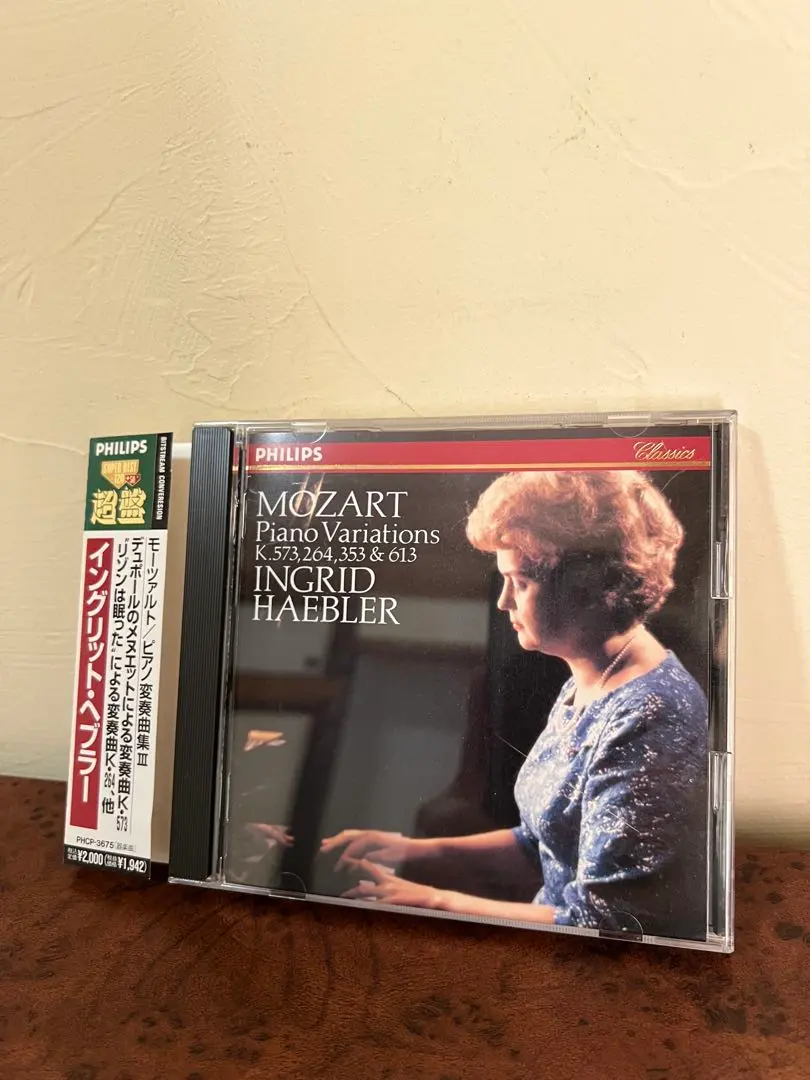 PHILIPS
SUPER BEST
超盤
BITSTREAM CONVERESION
モーツァルト/ピアノ変奏曲集Ⅲ
デュポールのメヌエットによる変奏曲K.573
“リゾンは眠った”による変奏曲K.264、他
イングリット・ヘブラー
PHCP-3675
¥2,000
¥1,942)
PHILIPS
Classics
MOZART
Piano Variations
K.573,264,353 & 613
INGRID
HAEBLER